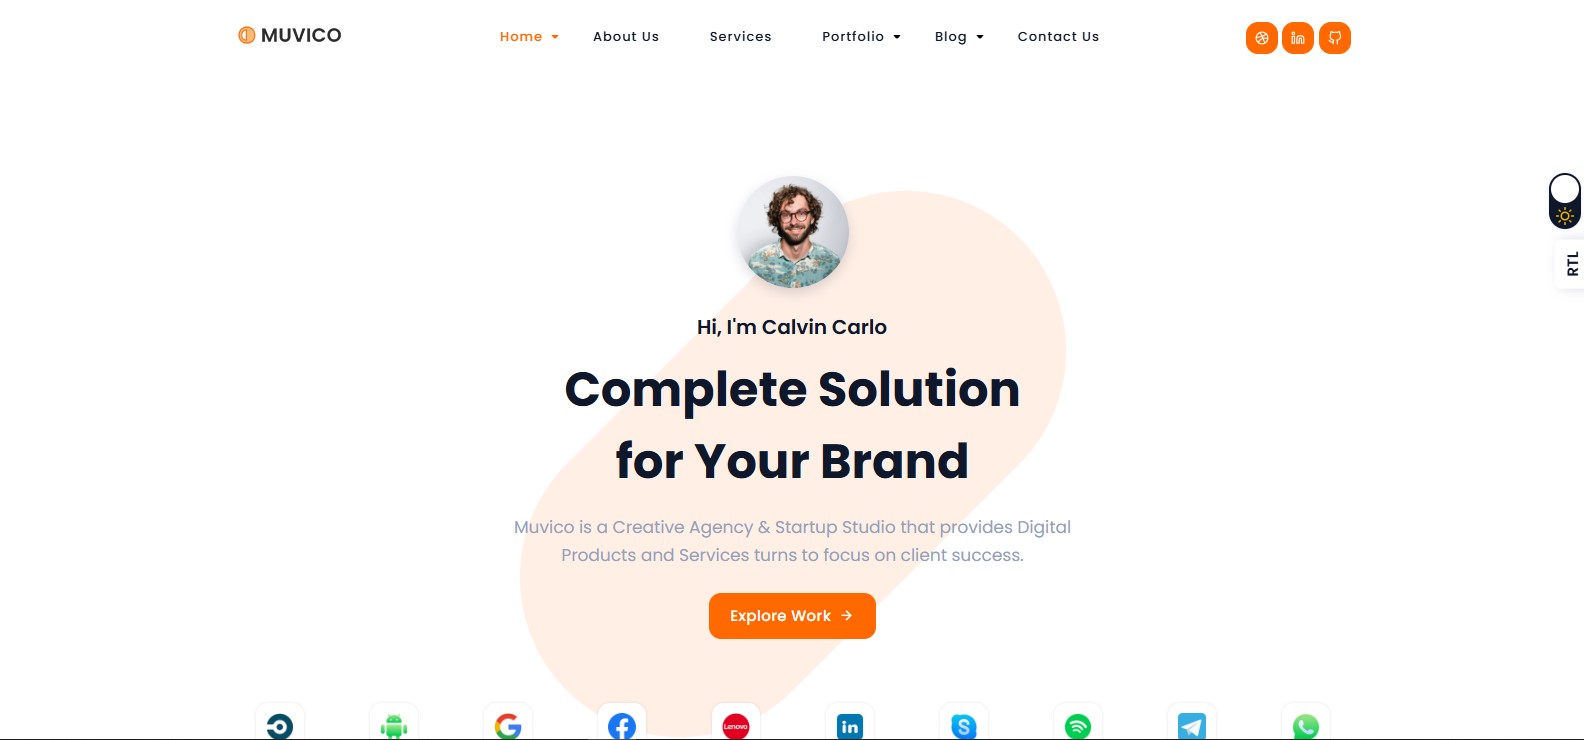 MUVICO
Home
About Us
Services
Portfolio
Blog
Contact Us
RTL
Hi, I'm Calvin Carlo
Complete Solution
for Your Brand
Muvico is a Creative Agency & Startup Studio that provides Digital
Products and Services turns to focus on client success.
Explore Work
Lenovo
in